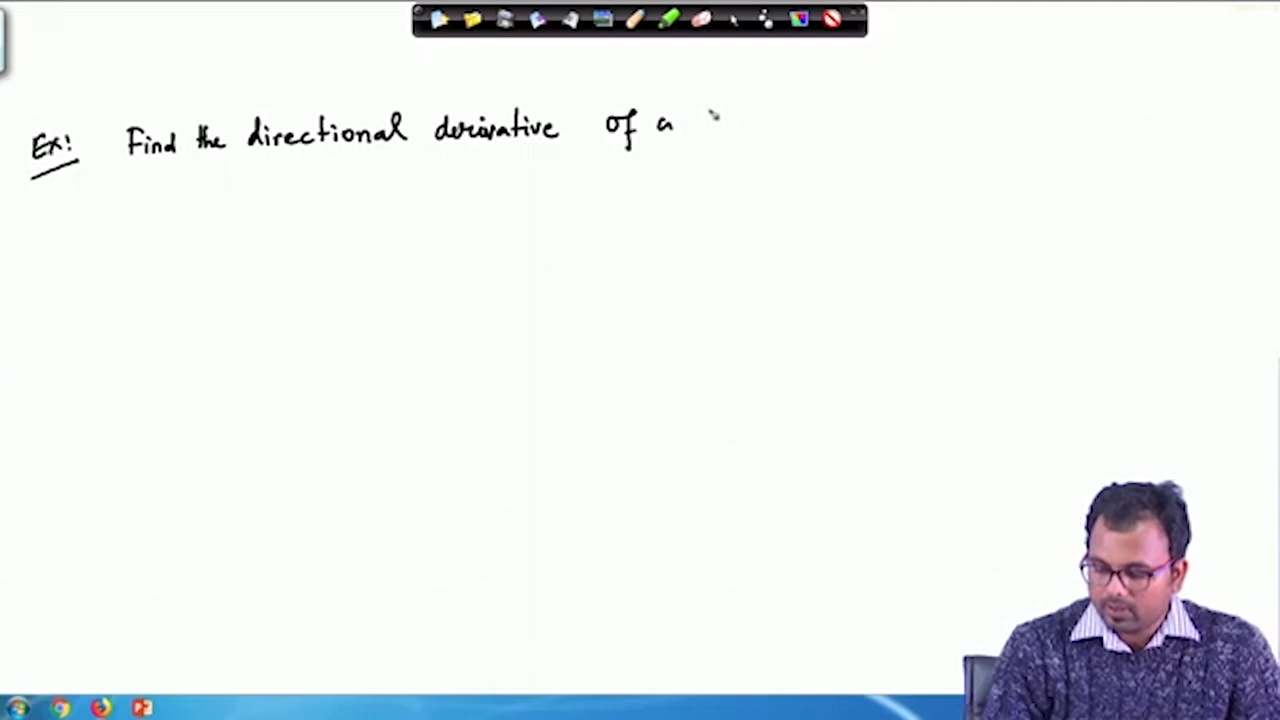 Ex: Find the directional derivative of a